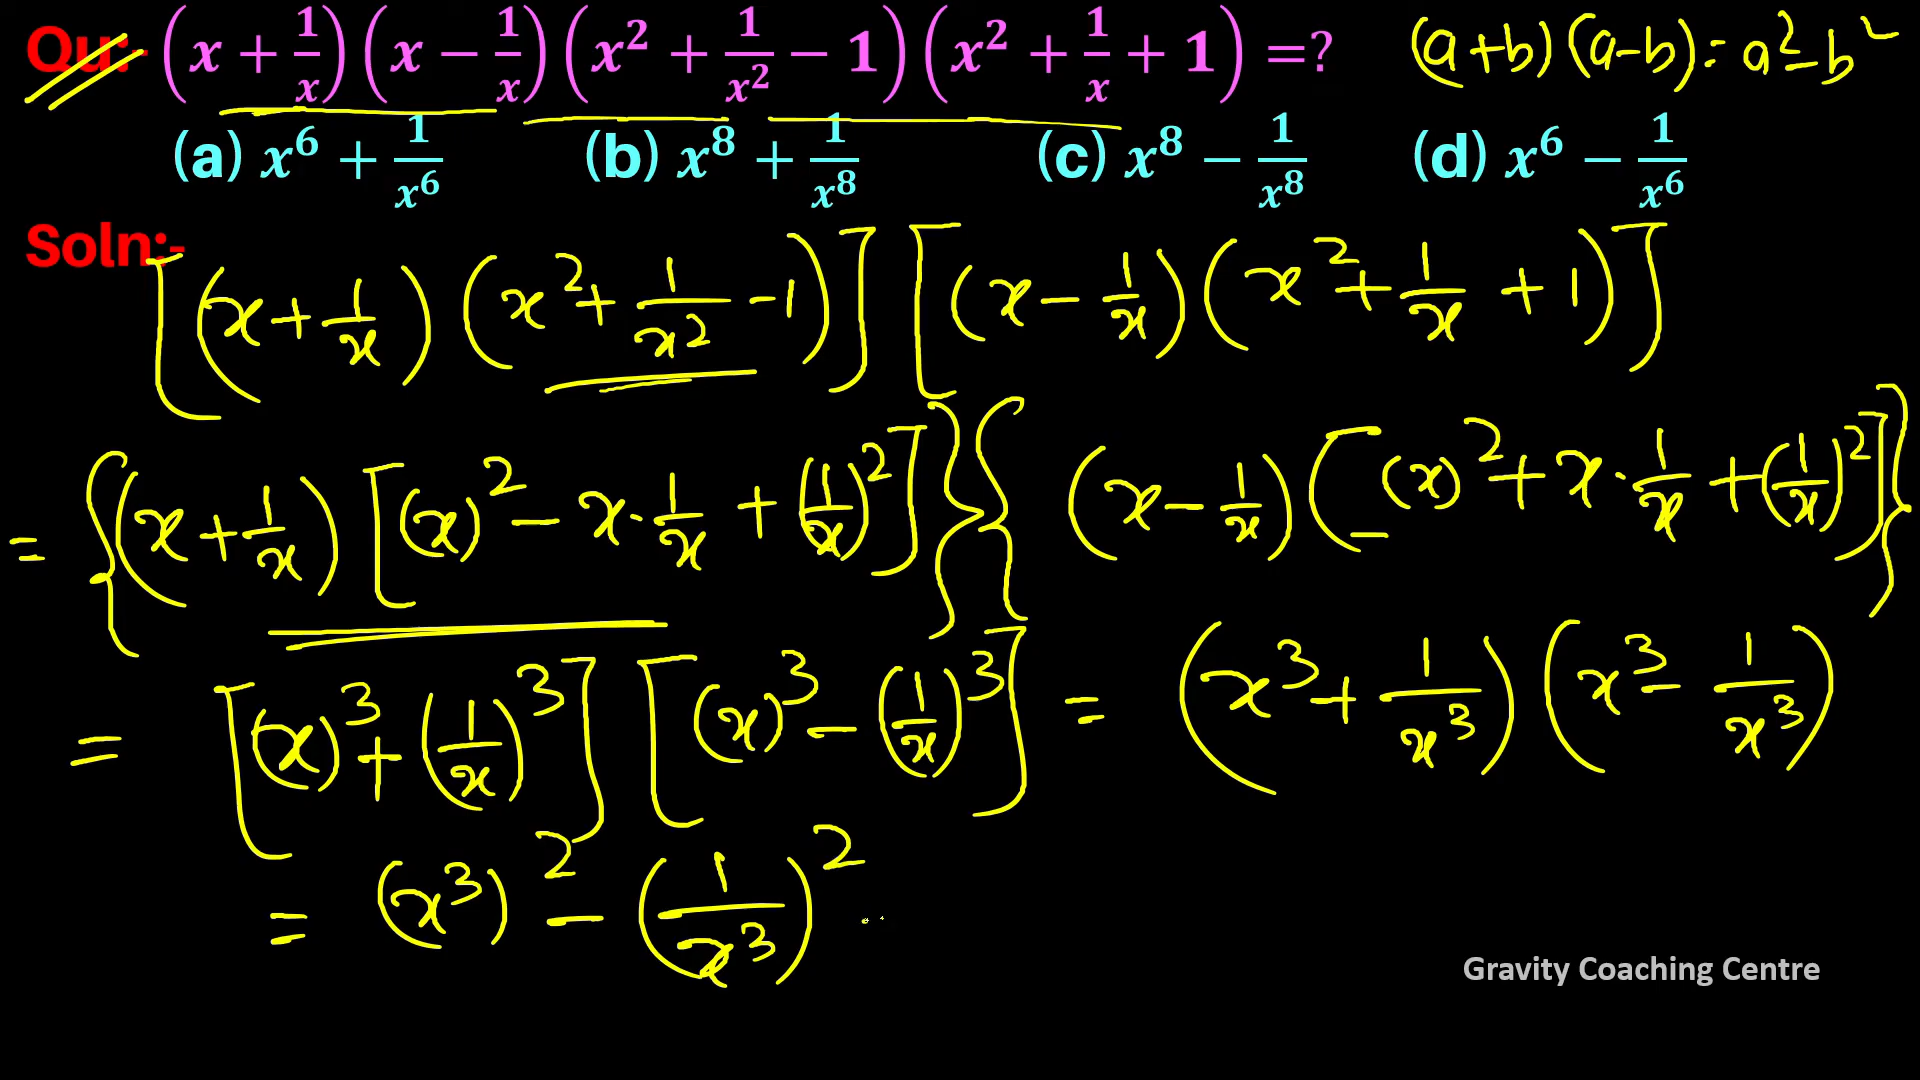 Qu:- (x + 1/x)(x − 1/x)(x² + 1/x² − 1)(x² + 1/x + 1) =? (a+b)(a-b)= a²-b²
(a) x⁶ + 1/x⁶ (b) x⁸ + 1/x⁸ (c) x⁸ − 1/x⁸ (d) x⁶ − 1/x⁶
Soln:- [(x + 1/x)(x² + 1/x² - 1)][(x - 1/x)(x² + 1/x + 1)]
= {(x + 1/x)[(x)² - x·1/x + (1/x)²]}{(x - 1/x)[(x)² + x·1/x + (1/x)²]}
= [(x)³ + (1/x)³][(x)³ - (1/x)³] = (x³ + 1/x³)(x³ - 1/x³)
= (x³)² - (1/x³)²
Gravity Coaching Centre